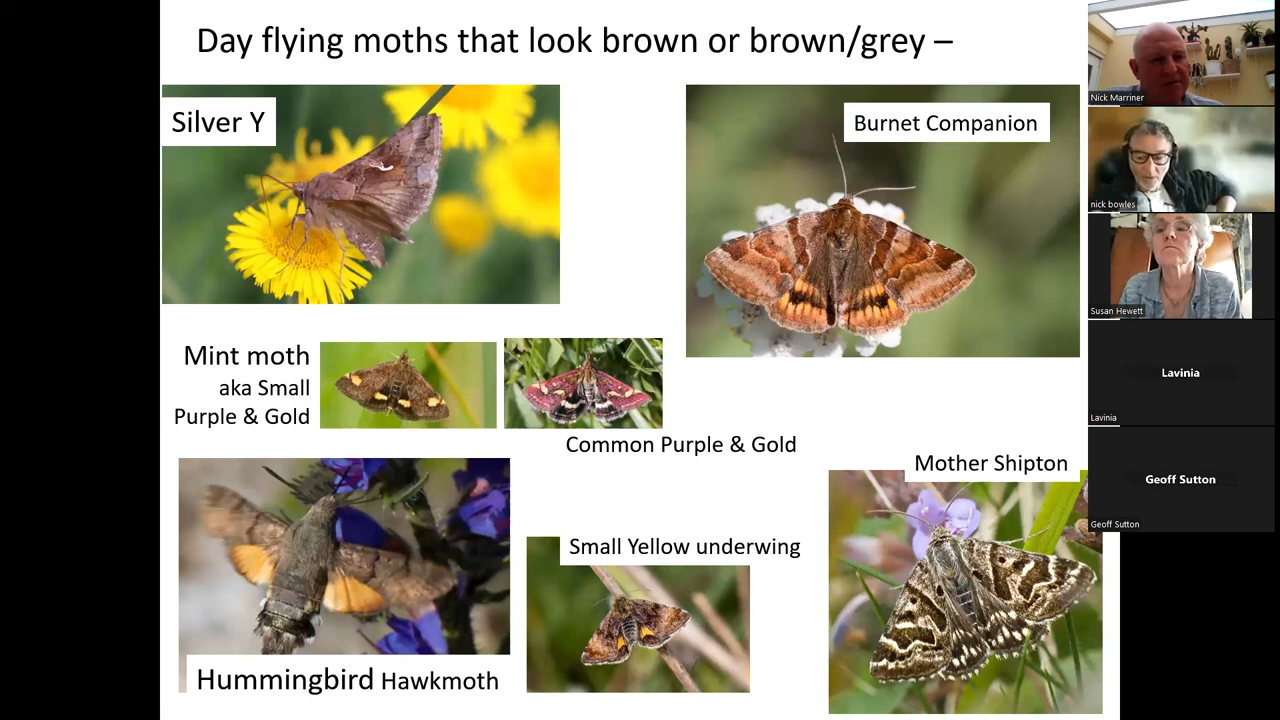 Day flying moths that look brown or brown/grey –
Silver Y
Burnet Companion
Mint moth
aka Small
Purple & Gold
Common Purple & Gold
Mother Shipton
Small Yellow underwing
Hummingbird Hawkmoth
Nick Marriner
nick bowles
Susan Hewett
Lavinia
Lavinia
Geoff Sutton
Geoff Sutton